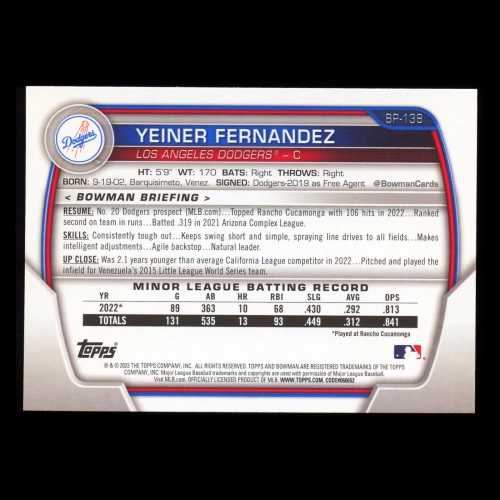 BP-138
Dodgers
YEINER FERNANDEZ
LOS ANGELES DODGERS® – C
HT: 5'9" WT: 170 BATS: Right THROWS: Right
BORN: 9-19-02, Barquisimeto, Venez. SIGNED: Dodgers-2019 as Free Agent @BowmanCards
< BOWMAN BRIEFING >
RESUME: No. 20 Dodgers prospect (MLB.com)...Topped Rancho Cucamonga with 106 hits in 2022...Ranked
second on team in runs...Batted .319 in 2021 Arizona Complex League.
SKILLS: Consistently tough out...Keeps swing short and simple, spraying line drives to all fields...Makes
intelligent adjustments...Agile backstop...Natural leader.
UP CLOSE: Was 2.1 years younger than average California League competitor in 2022...Pitched and played the
infield for Venezuela's 2015 Little League World Series team.
MINOR LEAGUE BATTING RECORD
YR G AB HR RBI SLG AVG OPS
2022* 89 363 10 68 .430 .292 .813
TOTALS 131 535 13 93 .449 .312 .841
*Played at Rancho Cucamonga
Topps
® & © 2023 THE TOPPS COMPANY, INC. ALL RIGHTS RESERVED. TOPPS AND BOWMAN ARE REGISTERED TRADEMARKS OF THE TOPPS
COMPANY, INC. Major League Baseball trademarks and copyrights are used with permission of Major League Baseball.
Visit MLB.com. OFFICIALLY LICENSED PRODUCT OF MLB. WWW.TOPPS.COM. CODE#066652